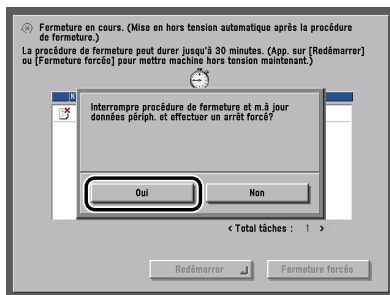 Fermeture en cours. (Mise en hors tension automatique après la procédure
de fermeture.)
La procédure de fermeture peut durer jusqu'à 30 minutes. (App. sur [Redémarrer]
ou [Fermeture forcée] pour mettre machine hors tension maintenant.)
N
Interrompre procédure de fermeture et m.à jour
données périph. et effectuer un arrêt forcé?
Oui
Non
< Total tâches : 1 >
Redémarrer
Fermeture forcée